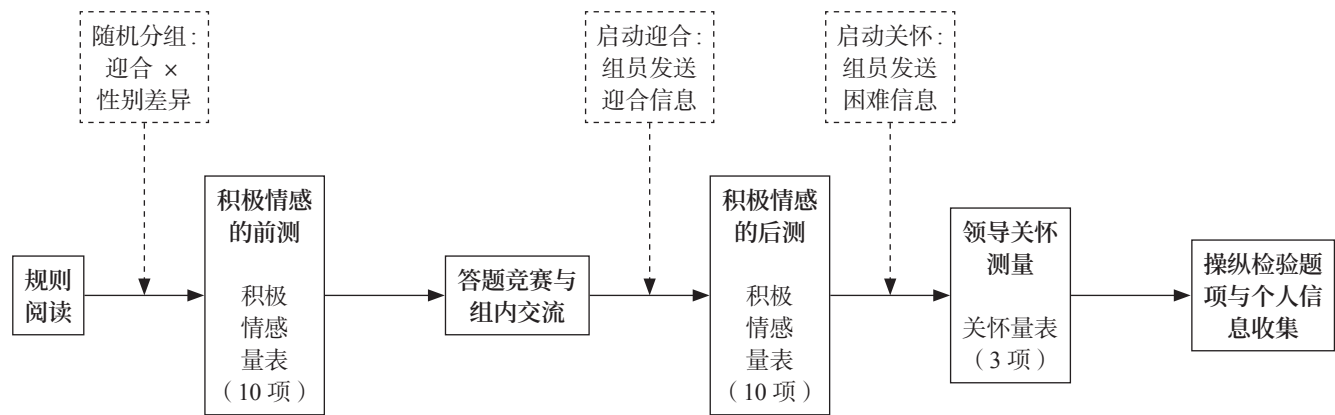 随机分组:
迎合 ×
性别差异
启动迎合:
组员发送
迎合信息
启动关怀:
组员发送
困难信息
规则
阅读
积极情感
的前测
积极
情感
量表
(10 项)
答题竞赛与
组内交流
积极情感
的后测
积极
情感
量表
(10 项)
领导关怀
测量
关怀量表
(3 项)
操纵检验题
项与个人信
息收集